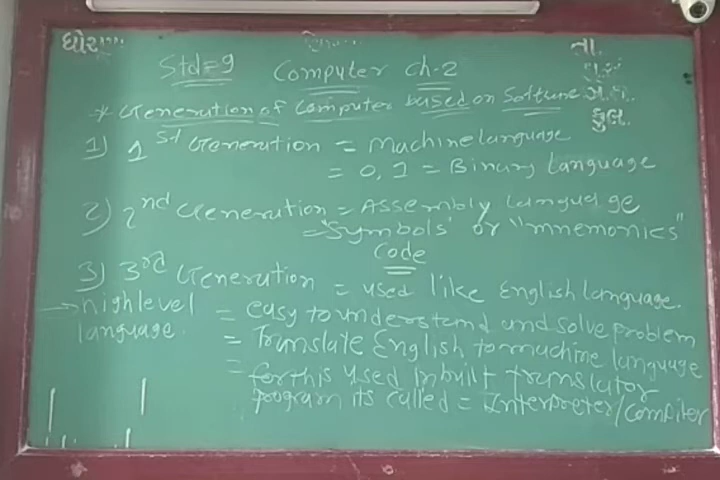 ધોરણ તા.
Std=9 Computer Ch-2
* Generation of Computer based on Software
કુલ.
1) 1st Generation = Machine language
= 0, 1 = Binary Language
2) 2nd Generation = Assembly Language
= "Symbols" or "mnemonics"
Code
3) 3rd Generation = used like English language.
→ high level = easy to understand and solve problem
language. = Translate English to machine language
= for this used inbuilt translator
program its called = Interpreter/Compiler